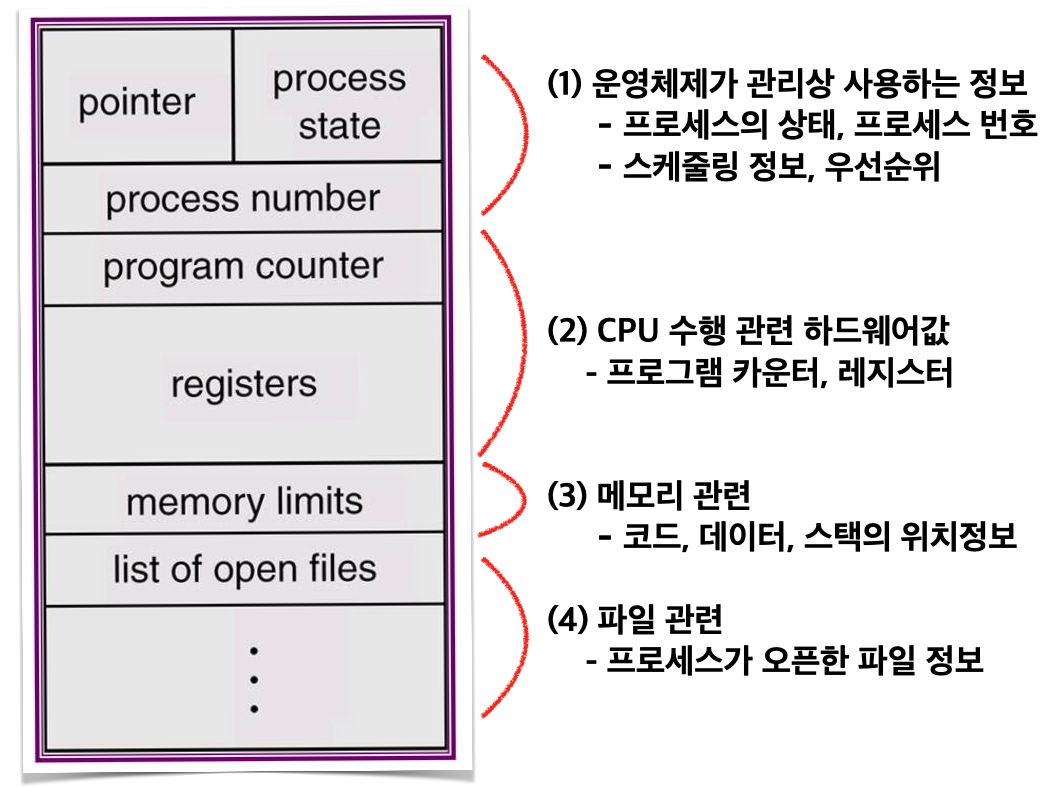 pointer
process
state
process number
program counter
registers
memory limits
list of open files
(1) 운영체제가 관리상 사용하는 정보
- 프로세스의 상태, 프로세스 번호
- 스케줄링 정보, 우선순위
(2) CPU 수행 관련 하드웨어값
- 프로그램 카운터, 레지스터
(3) 메모리 관련
- 코드, 데이터, 스택의 위치정보
(4) 파일 관련
- 프로세스가 오픈한 파일 정보